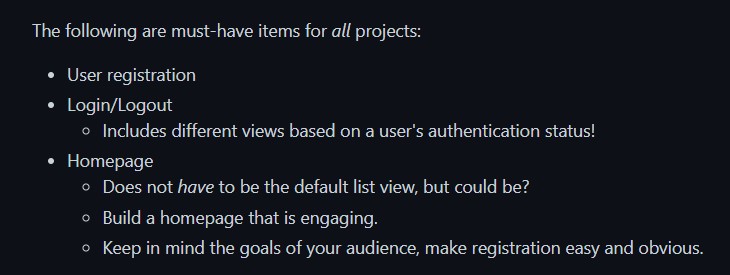 The following are must-have items for all projects:
• User registration
• Login/Logout
◦ Includes different views based on a user's authentication status!
• Homepage
◦ Does not have to be the default list view, but could be?
◦ Build a homepage that is engaging.
◦ Keep in mind the goals of your audience, make registration easy and obvious.